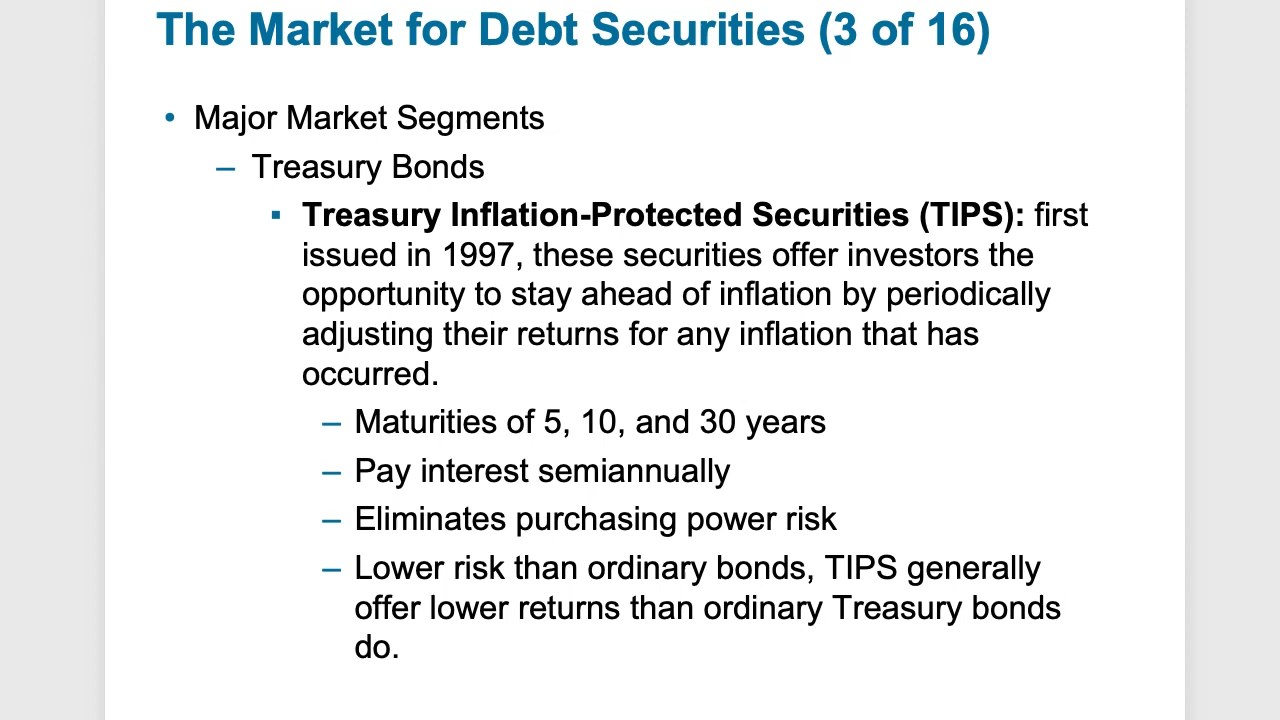 The Market for Debt Securities (3 of 16)
• Major Market Segments
– Treasury Bonds
▪ Treasury Inflation-Protected Securities (TIPS): first
issued in 1997, these securities offer investors the
opportunity to stay ahead of inflation by periodically
adjusting their returns for any inflation that has
occurred.
– Maturities of 5, 10, and 30 years
– Pay interest semiannually
– Eliminates purchasing power risk
– Lower risk than ordinary bonds, TIPS generally
offer lower returns than ordinary Treasury bonds
do.